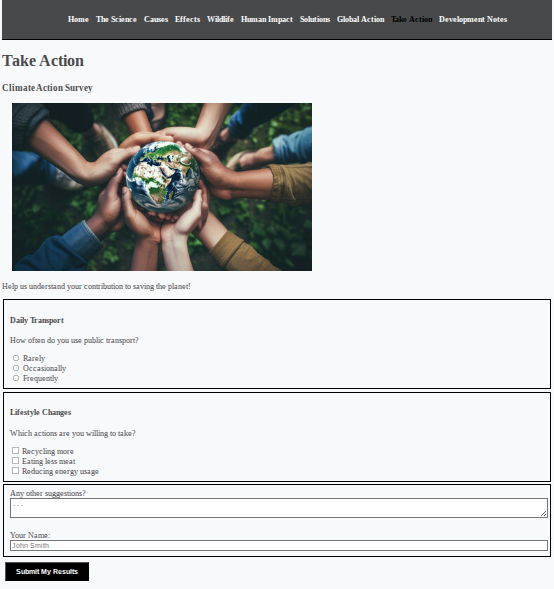 Home The Science Causes Effects Wildlife Human Impact Solutions Global Action Take Action Development Notes
Take Action
Climate Action Survey
Help us understand your contribution to saving the planet!
Daily Transport
How often do you use public transport?
Rarely
Occasionally
Frequently
Lifestyle Changes
Which actions are you willing to take?
Recycling more
Eating less meat
Reducing energy usage
Any other suggestions?
...
Your Name:
John Smith
Submit My Results